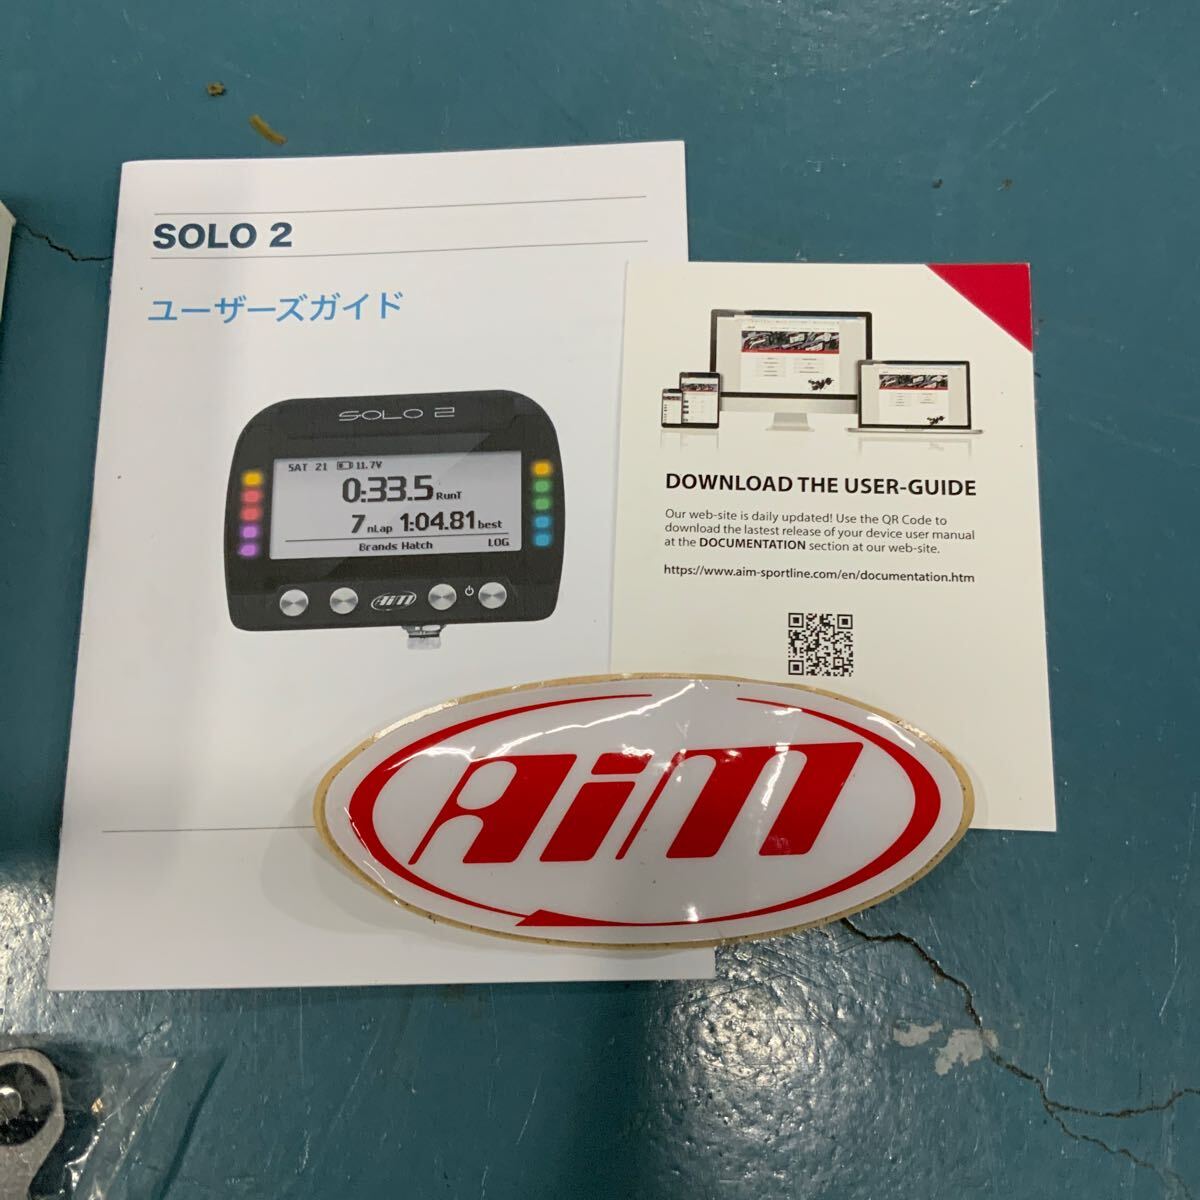 SOLO 2
ユーザーズガイド
SOLO 2
SAT 21 11.7V
0:33.5 RunT
7 nLap 1:04.81 best
Brands Hatch LOG
AiM
DOWNLOAD THE USER-GUIDE
Our web-site is daily updated! Use the QR Code to
download the lastest release of your device user manual
at the DOCUMENTATION section at our web-site.
https://www.aim-sportline.com/en/documentation.htm
AiM